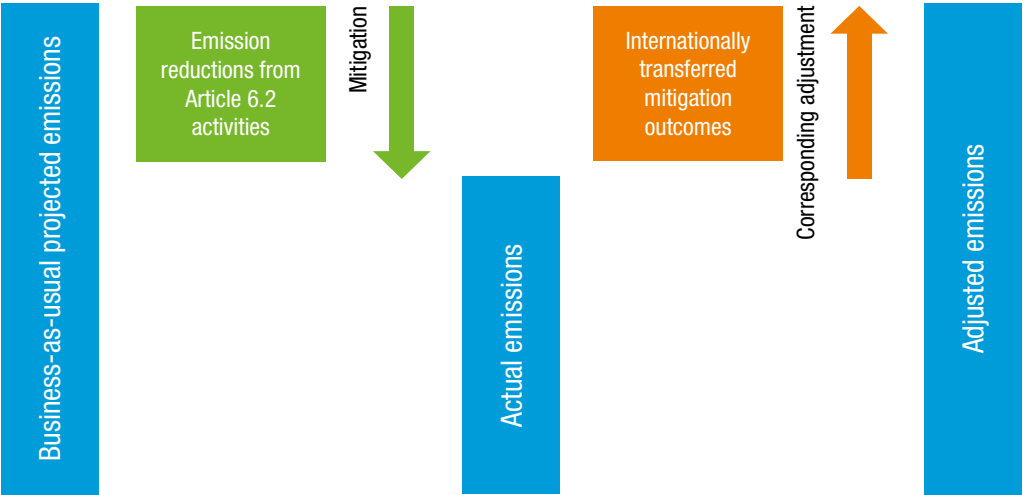 Business-as-usual projected emissions
Emission
reductions from
Article 6.2
activities
Mitigation
Actual emissions
Internationally
transferred
mitigation
outcomes
Corresponding adjustment
Adjusted emissions